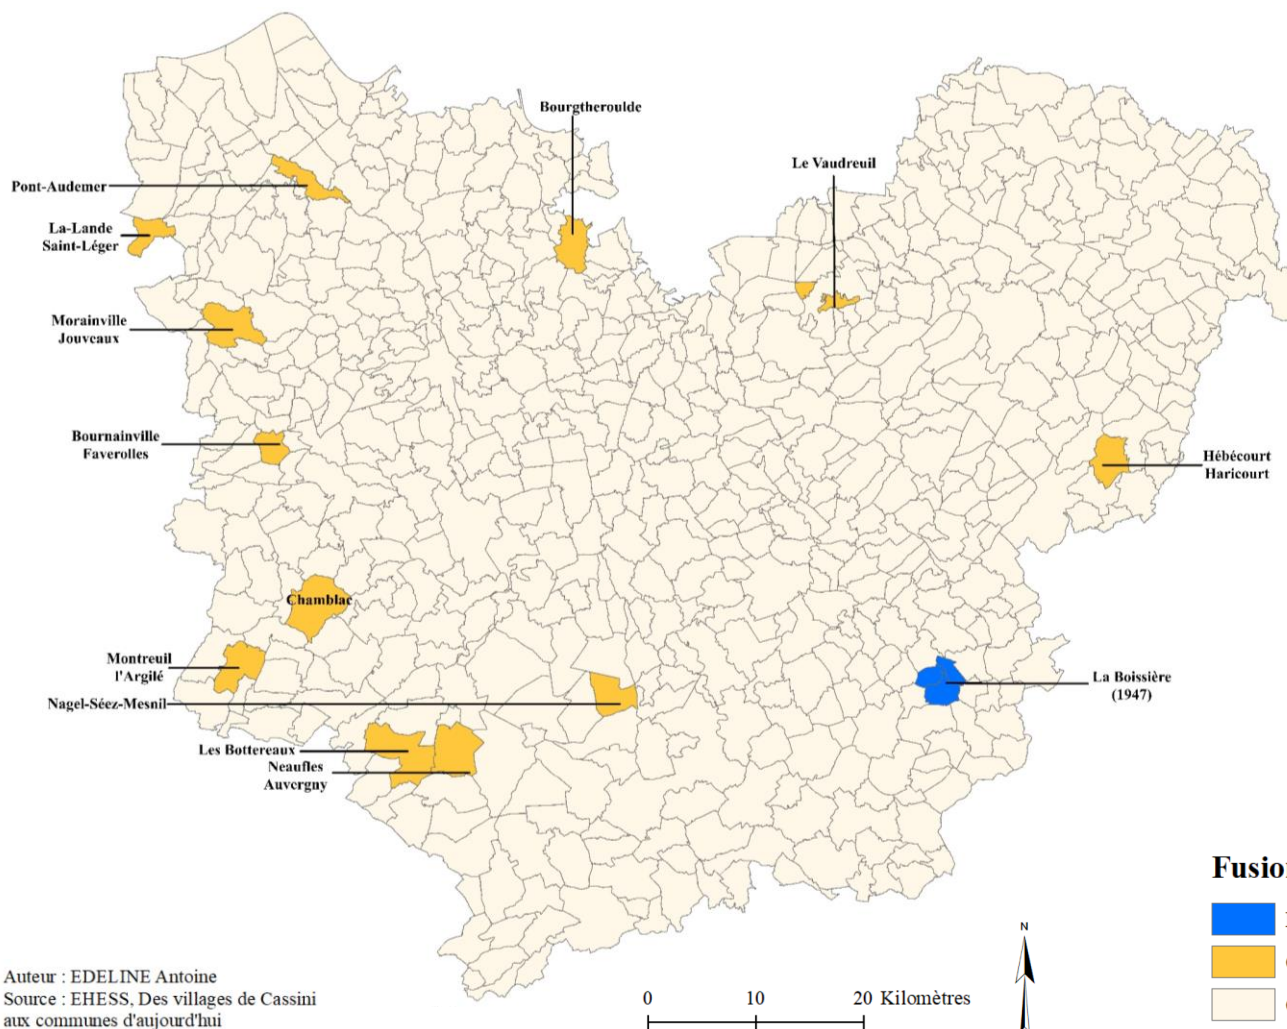 Bourgtheroulde
Le Vaudreuil
Pont-Audemer
La-Lande
Saint-Léger
Morainville
Jouveaux
Bournainville
Faverolles
Hébécourt
Haricourt
Chamblac
Montreuil
l'Argilé
La Boissière
(1947)
Nagel-Séez-Mesnil
Les Bottereaux
Neaufles
Auvergny
Fusion
N
Auteur : EDELINE Antoine
Source : EHESS, Des villages de Cassini
aux communes d'aujourd'hui
0 10 20 Kilomètres